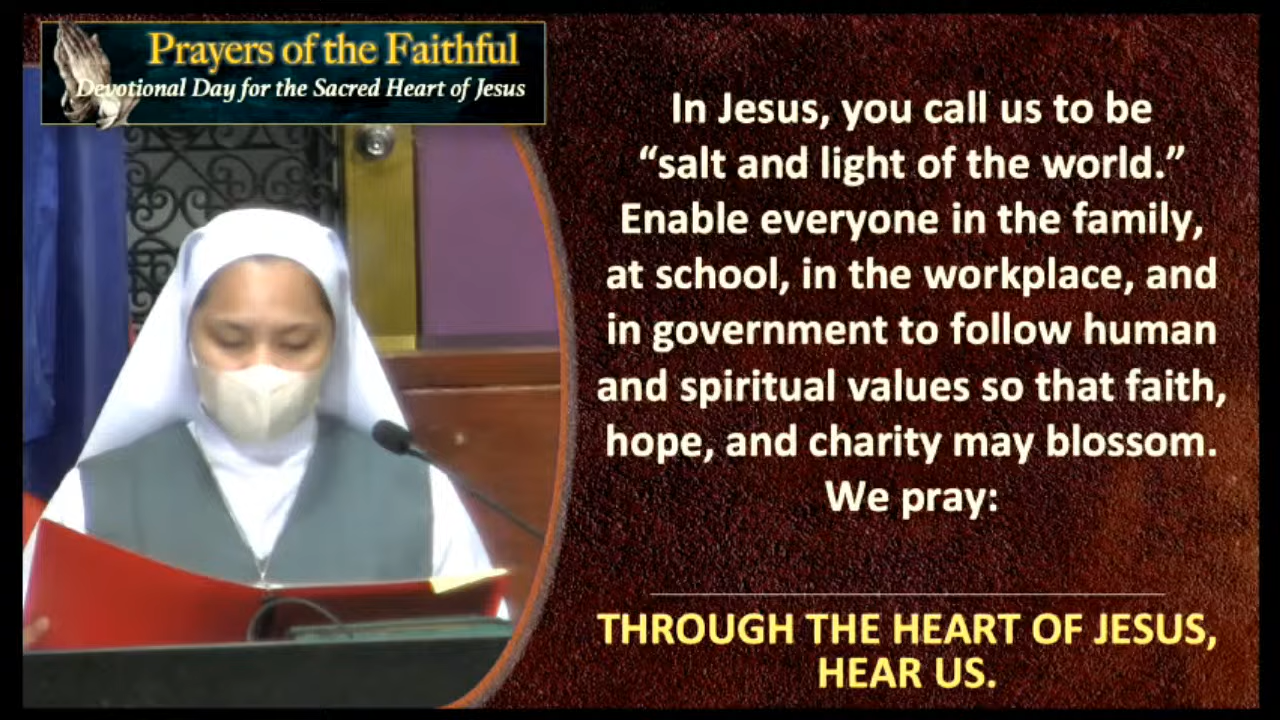 Prayers of the Faithful
Devotional Day for the Sacred Heart of Jesus
In Jesus, you call us to be
“salt and light of the world.”
Enable everyone in the family,
at school, in the workplace, and
in government to follow human
and spiritual values so that faith,
hope, and charity may blossom.
We pray:
THROUGH THE HEART OF JESUS,
HEAR US.